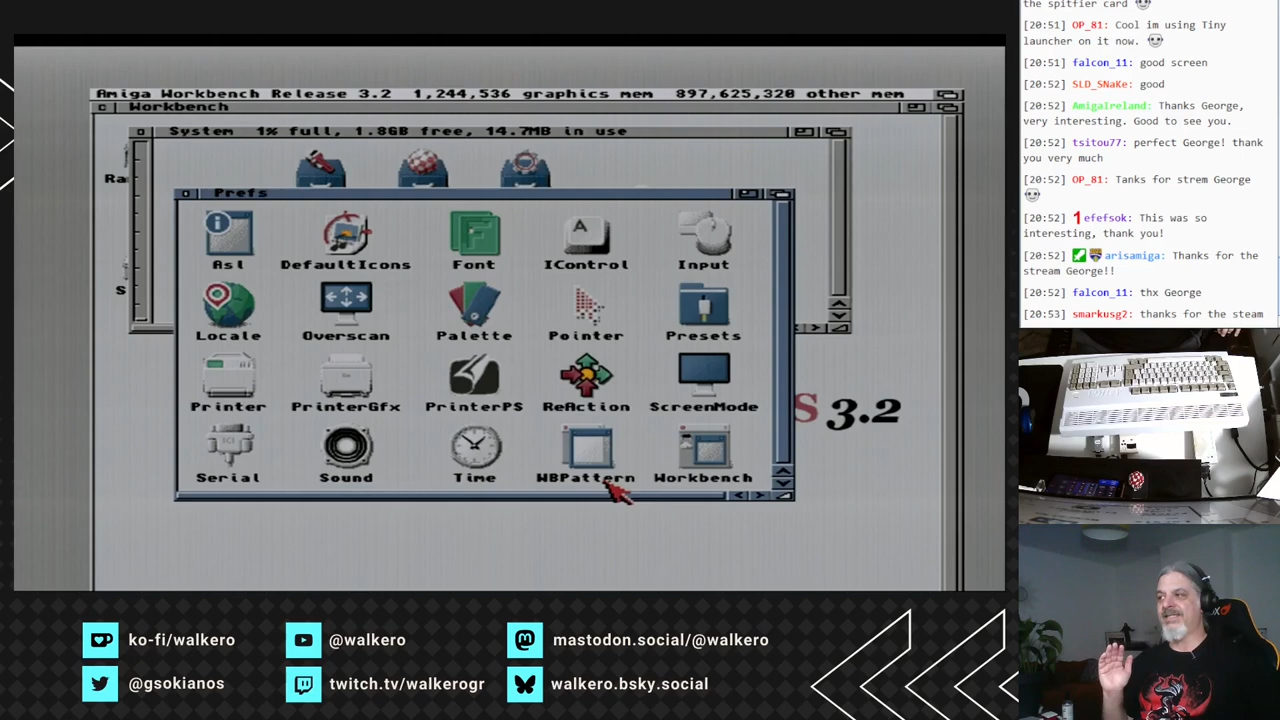 Amiga Workbench Release 3.2 1,244,536 graphics mem 897,625,320 other mem
Workbench
System 1% full, 1.8GB free, 14.7MB in use
Ra
S
Prefs
Asl DefaultIcons Font IControl Input
Locale Overscan Palette Pointer Presets
Printer PrinterGfx PrinterPS ReAction ScreenMode
Serial Sound Time WBPattern Workbench
S 3.2
the spitfier card
[20:51] OP_81: Cool im using Tiny
launcher on it now.
[20:51] falcon_11: good screen
[20:52] SLD_SNaKe: good
[20:52] AmigaIreland: Thanks George,
very interesting. Good to see you.
[20:52] tsitou77: perfect George! thank
you very much
[20:52] OP_81: Tanks for strem George
[20:52] 1 efefsok: This was so
interesting, thank you!
[20:52] arisamiga: Thanks for the
stream George!!
[20:52] falcon_11: thx George
[20:53] smarkusg2: thanks for the steam
ko-fi/walkero @walkero mastodon.social/@walkero
@gsokianos twitch.tv/walkerogr walkero.bsky.social